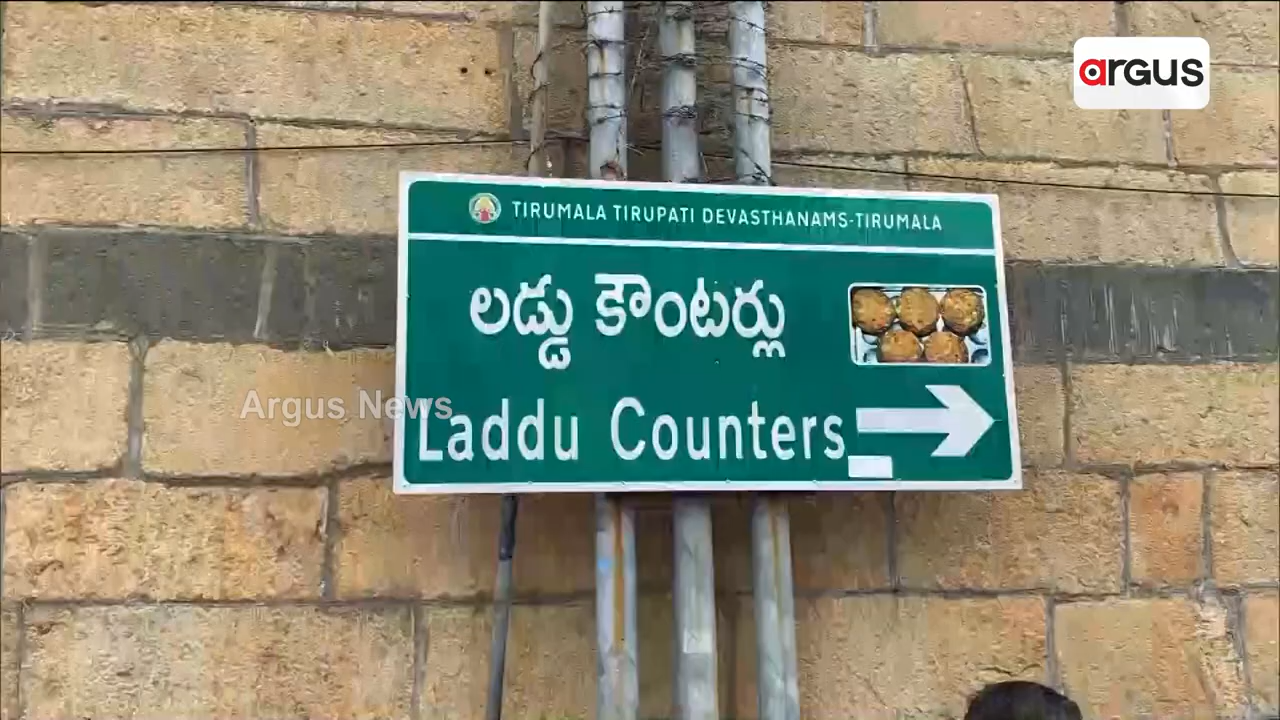 argus
TIRUMALA TIRUPATI DEVASTHANAMS-TIRUMALA
లడ్డు కౌంటర్లు
Argus News
Laddu Counters